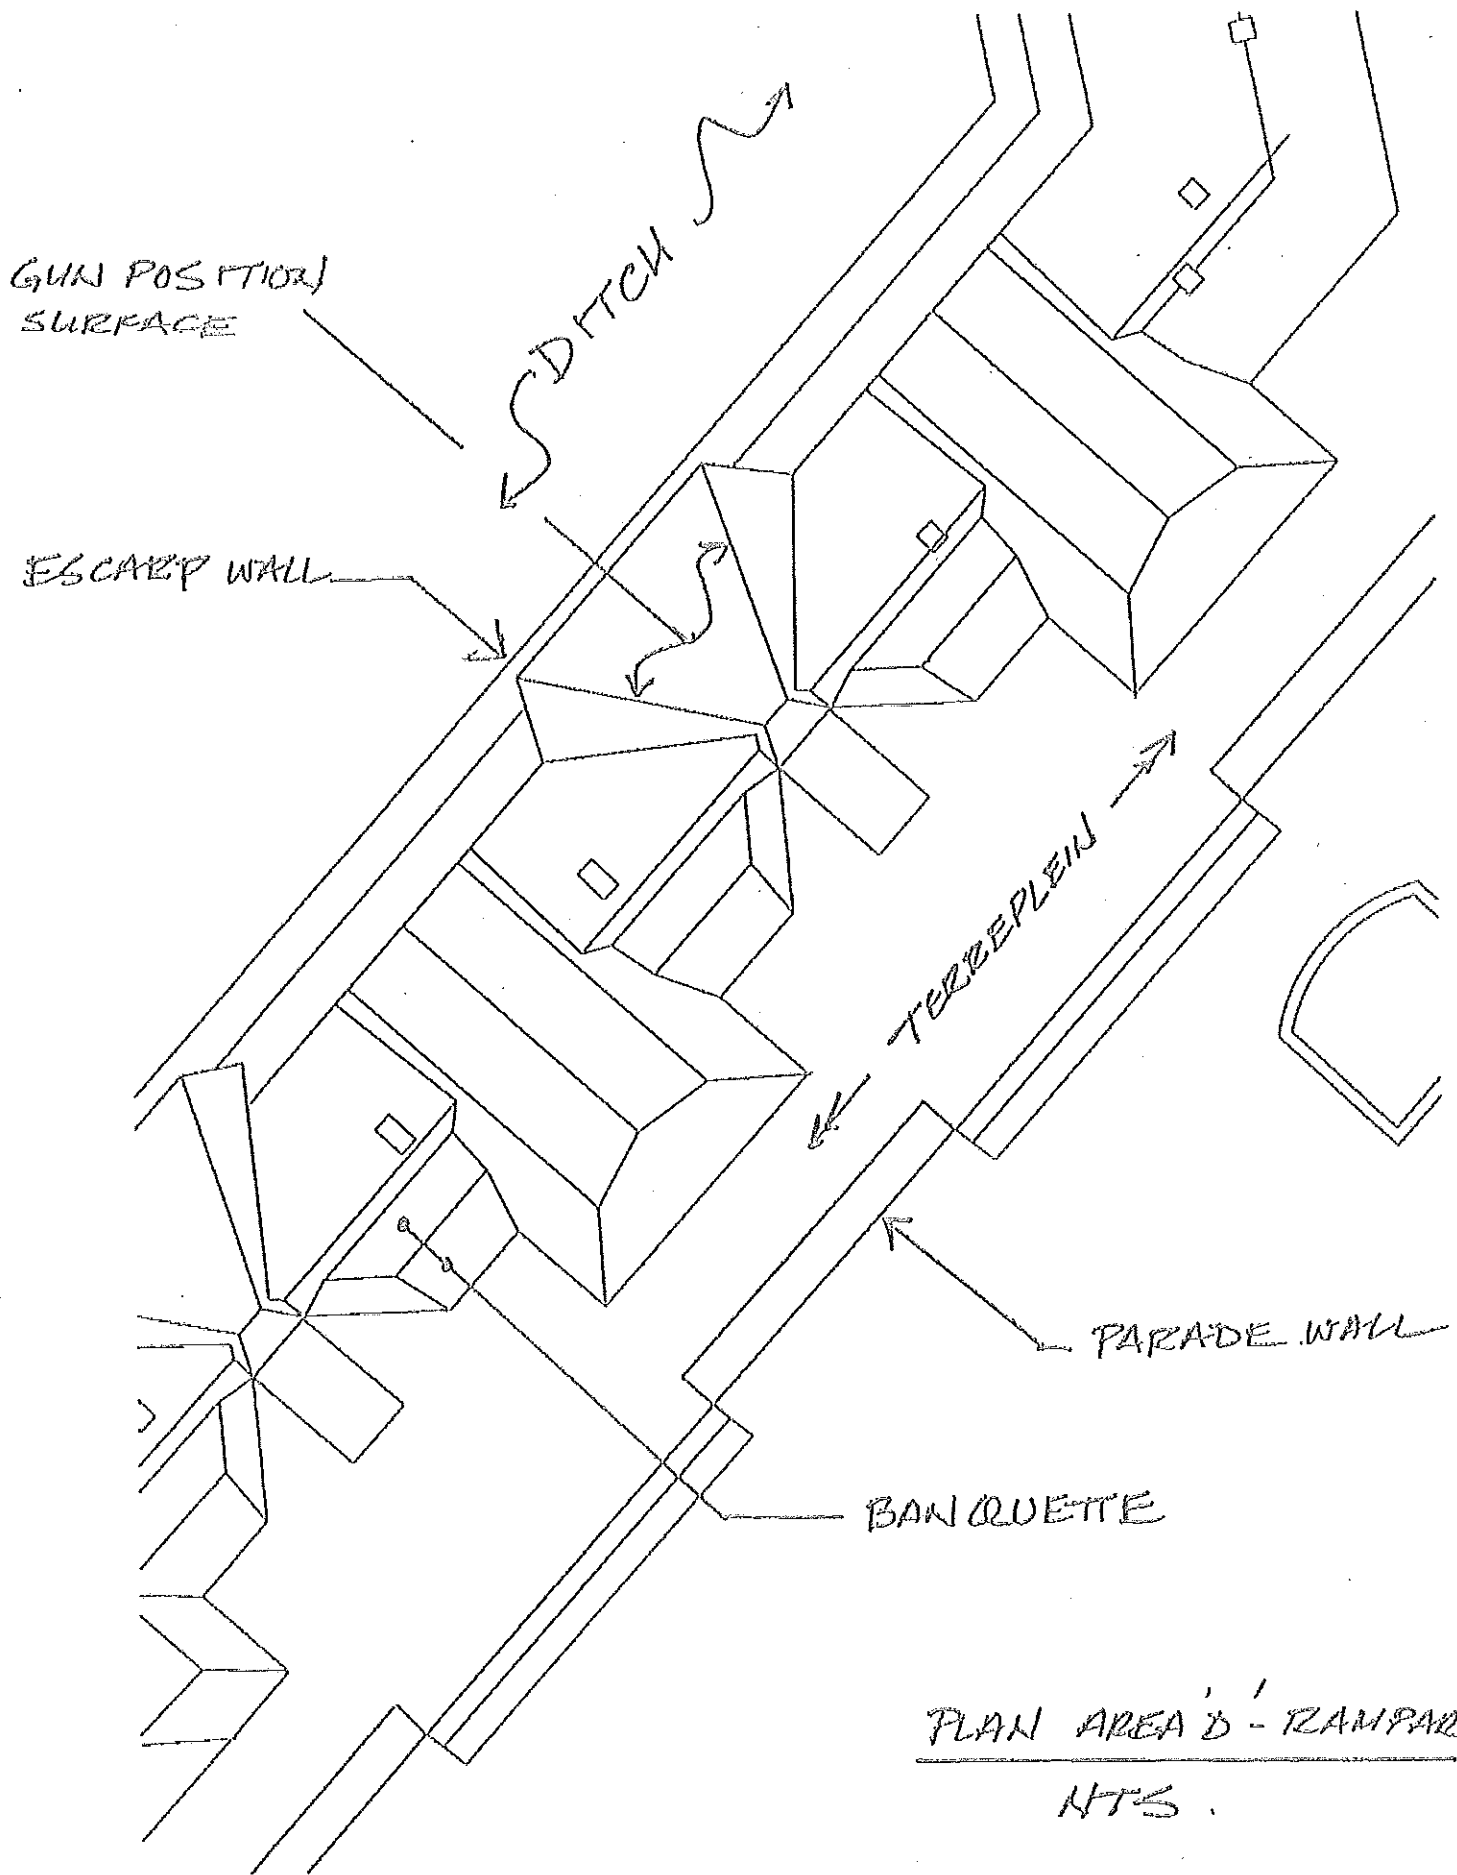 DITCH
GUN POSITION
SURFACE
ESCARP WALL
TERREPLEIN
PARADE WALL
BANQUETTE
PLAN AREA 'D' - RAMPAR
NTS.